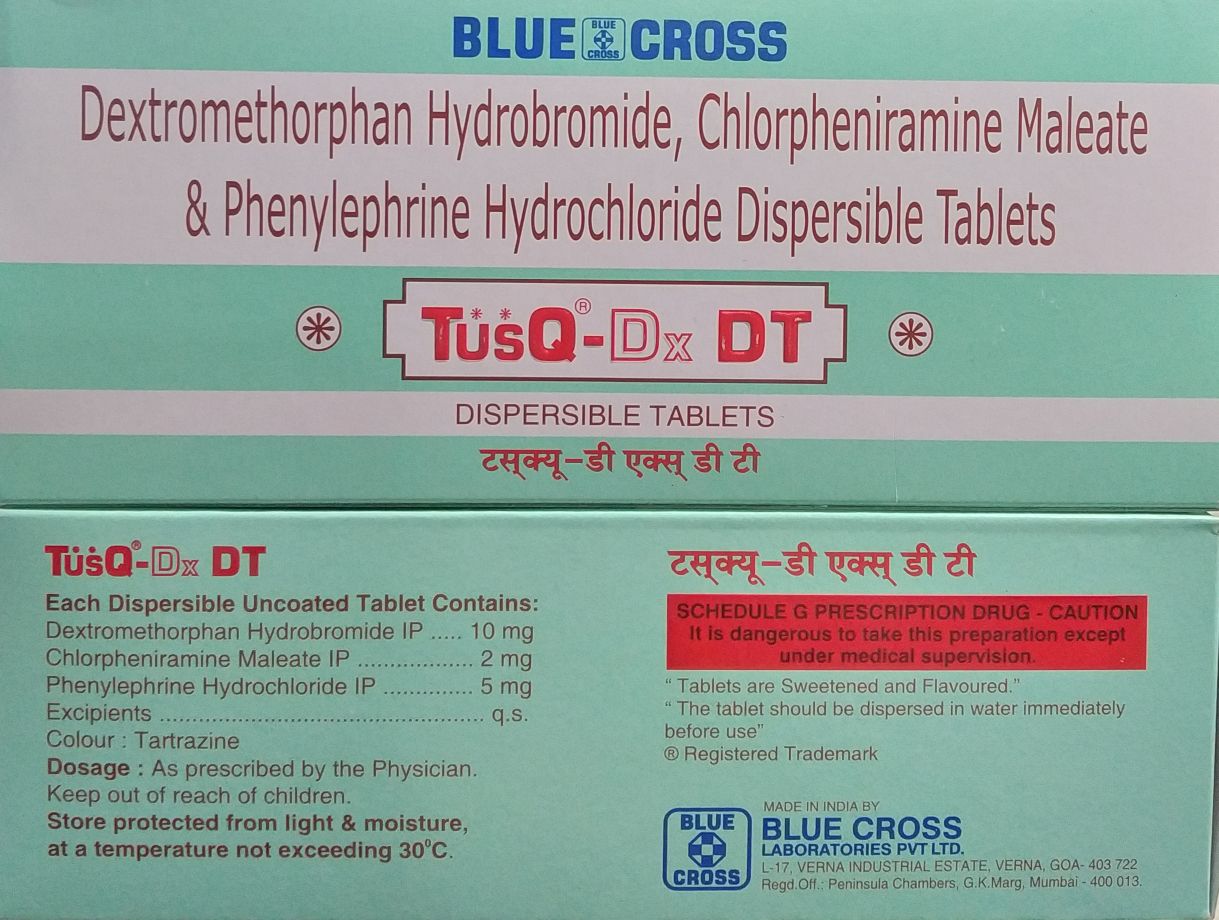 BLUE BLUE CROSS CROSS
Dextromethorphan Hydrobromide, Chlorpheniramine Maleate
& Phenylephrine Hydrochloride Dispersible Tablets
TusQ®-Dx DT
DISPERSIBLE TABLETS
टस्क्यू-डी एक्स् डी टी
TusQ®-Dx DT
Each Dispersible Uncoated Tablet Contains:
Dextromethorphan Hydrobromide IP ..... 10 mg
Chlorpheniramine Maleate IP .................. 2 mg
Phenylephrine Hydrochloride IP .............. 5 mg
Excipients .................................................. q.s.
Colour : Tartrazine
Dosage : As prescribed by the Physician.
Keep out of reach of children.
Store protected from light & moisture,
at a temperature not exceeding 30⁰C.
टस्क्यू-डी एक्स् डी टी
SCHEDULE G PRESCRIPTION DRUG - CAUTION
It is dangerous to take this preparation except
under medical supervision.
“ Tablets are Sweetened and Flavoured.”
“ The tablet should be dispersed in water immediately
before use”
® Registered Trademark
BLUE
CROSS
MADE IN INDIA BY
BLUE CROSS
LABORATORIES PVT LTD.
L-17, VERNA INDUSTRIAL ESTATE, VERNA, GOA- 403 722
Regd.Off.: Peninsula Chambers, G.K.Marg, Mumbai - 400 013.